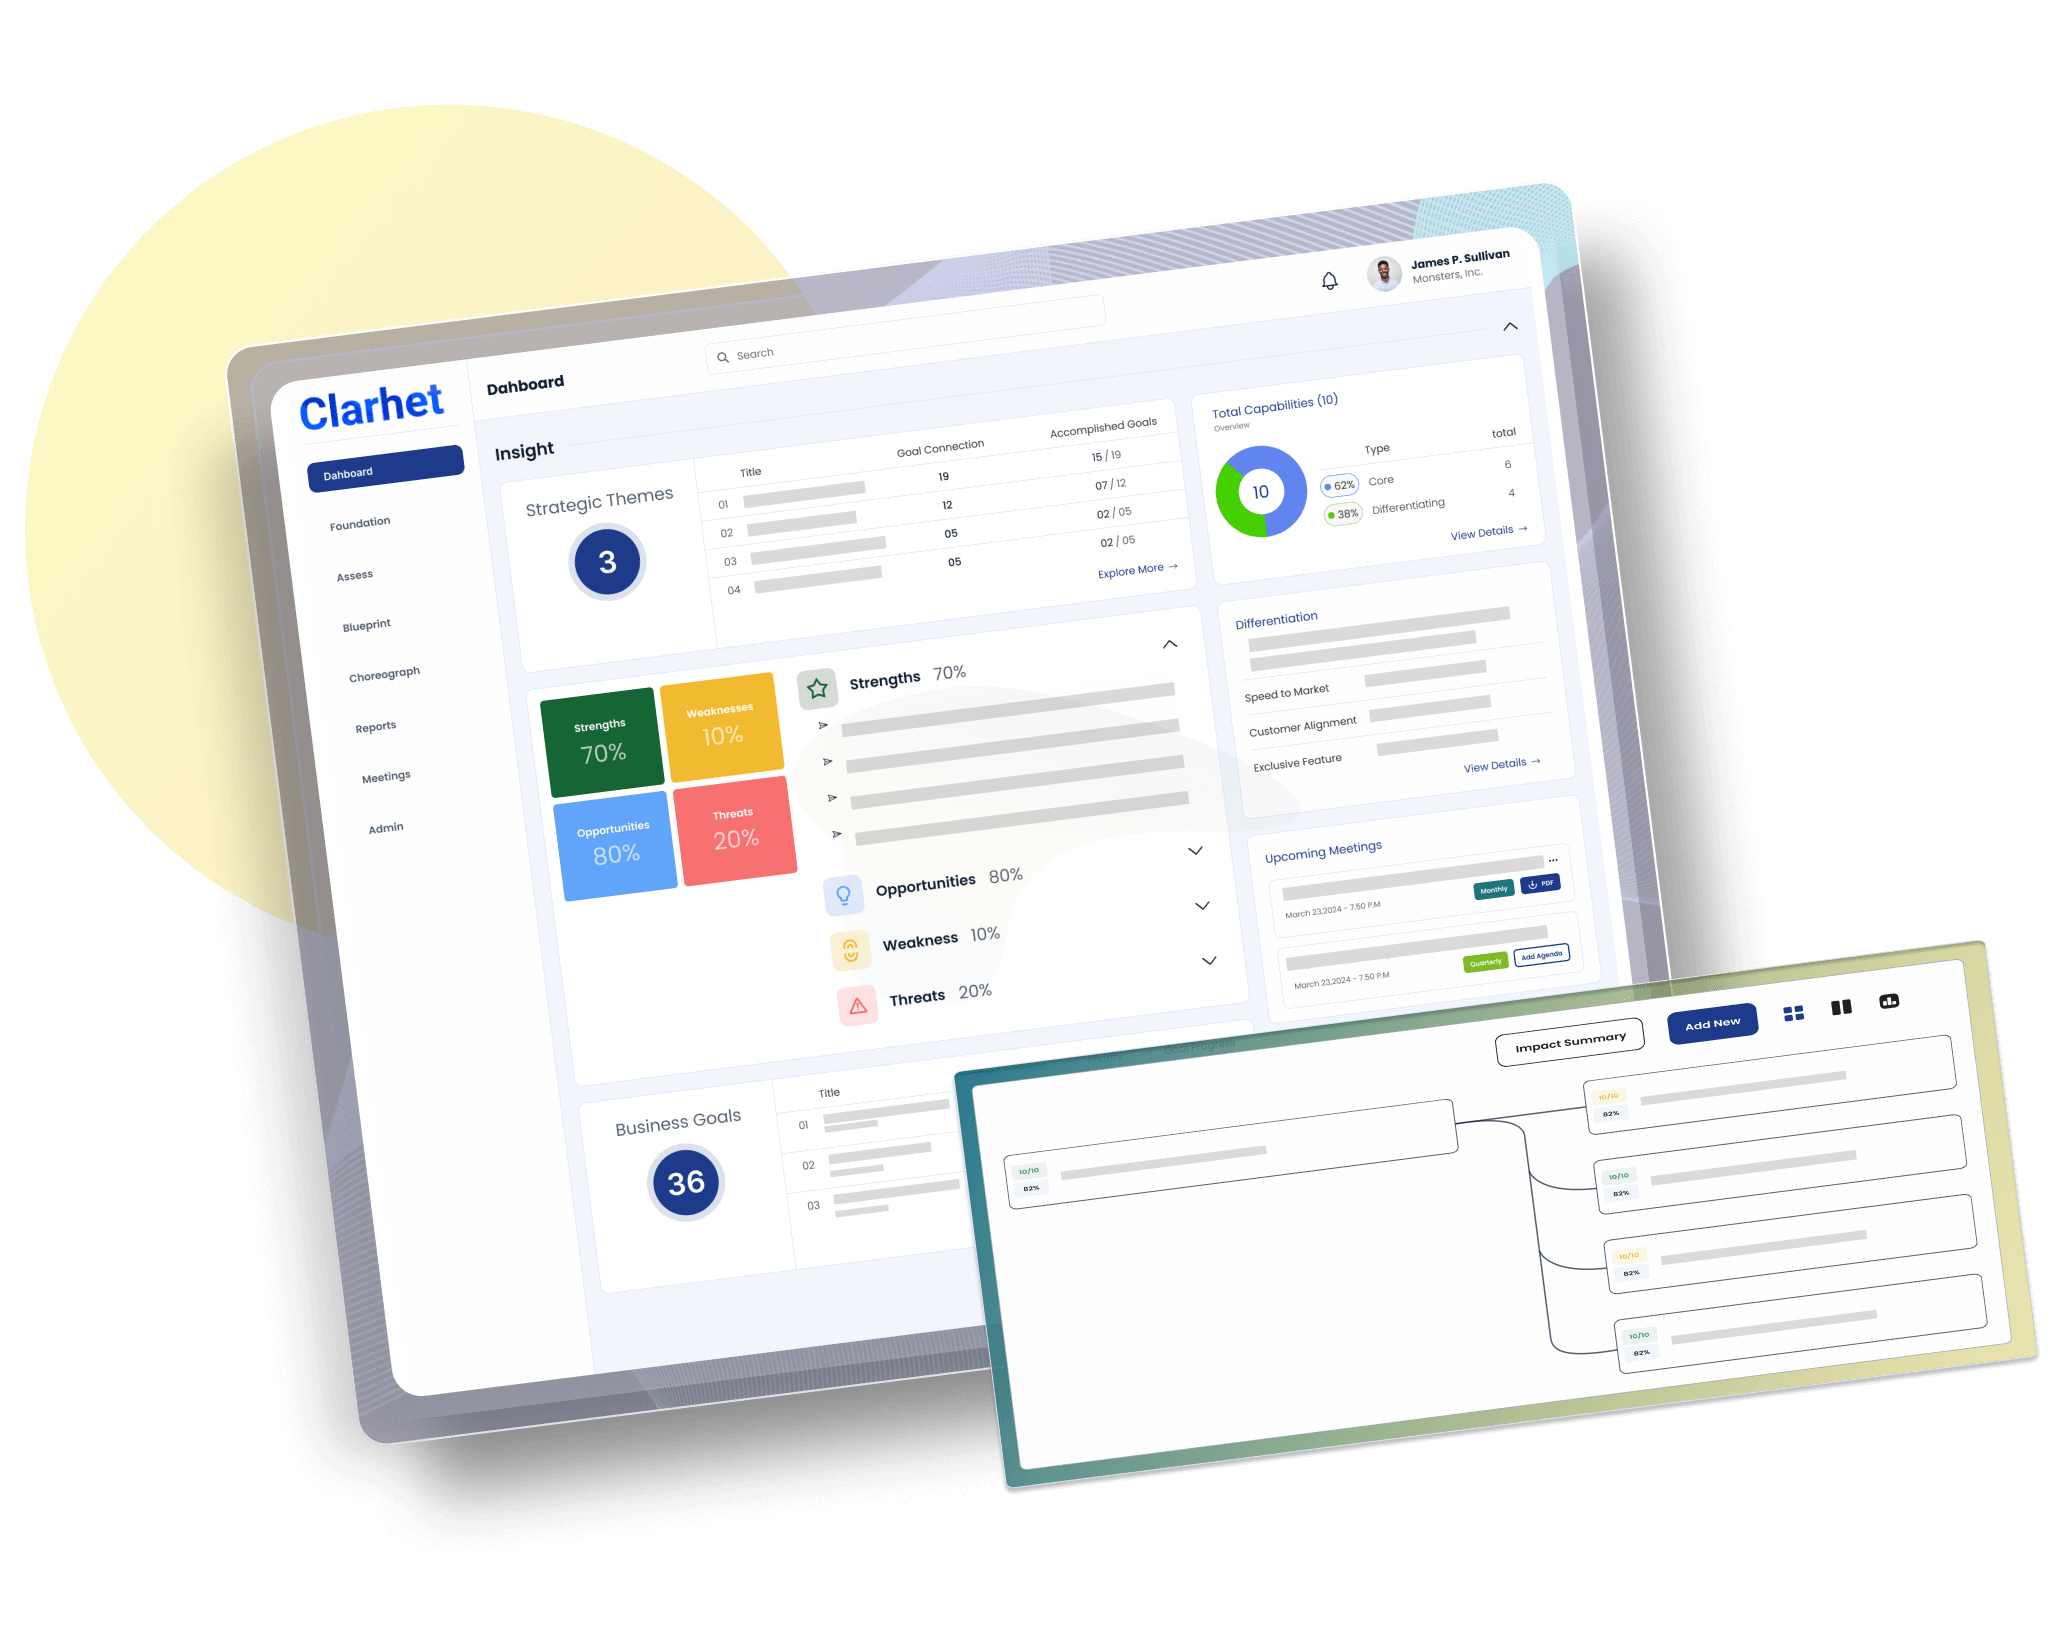 James P. Sullivan
Monsters, Inc.
Search
Clarhet
Dahboard
Dahboard
Foundation
Assess
Blueprint
Choreograph
Reports
Meetings
Admin
Insight
Strategic Themes
3
Title Goal Connection Accomplished Goals
01 19 15 / 19
02 12 07 / 12
03 05 02 / 05
04 05 02 / 05
Explore More →
Total Capabilities (10)
Overview
10
Type total
62% Core 6
38% Differentiating 4
View Details →
Strengths
70%
Weaknesses
10%
Opportunities
80%
Threats
20%
Strengths 70%
Opportunities 80%
Weakness 10%
Threats 20%
Differentiation
Speed to Market
Customer Alignment
Exclusive Feature
View Details →
Upcoming Meetings
March 23,2024 - 7.50 P.M
Monthly
PDF
March 23,2024 - 7.50 P.M
Quarterly
Add Agenda
Business Goals
36
Title
01
02
03
Goal Progress
Impact Summary
Add New
10/10
82%
10/10
82%
10/10
82%
10/10
82%
10/10
82%